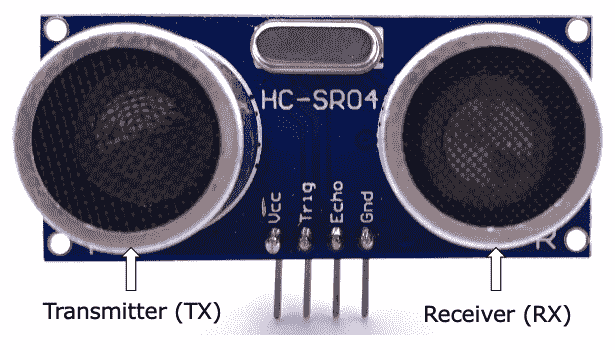 HC-SR04
Vcc
Trig
Echo
Gnd
R
Transmitter (TX)
Receiver (RX)